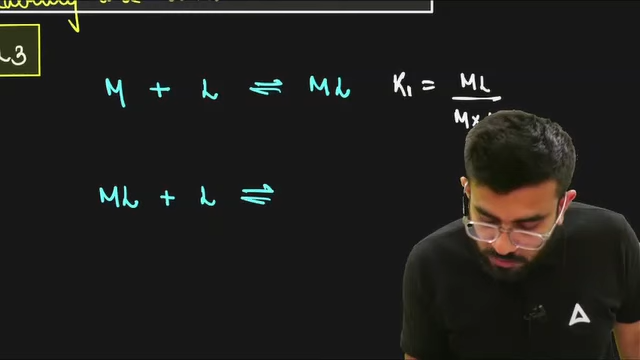 M + L ⇌ ML K₁ = ML
M ×
ML + L ⇌